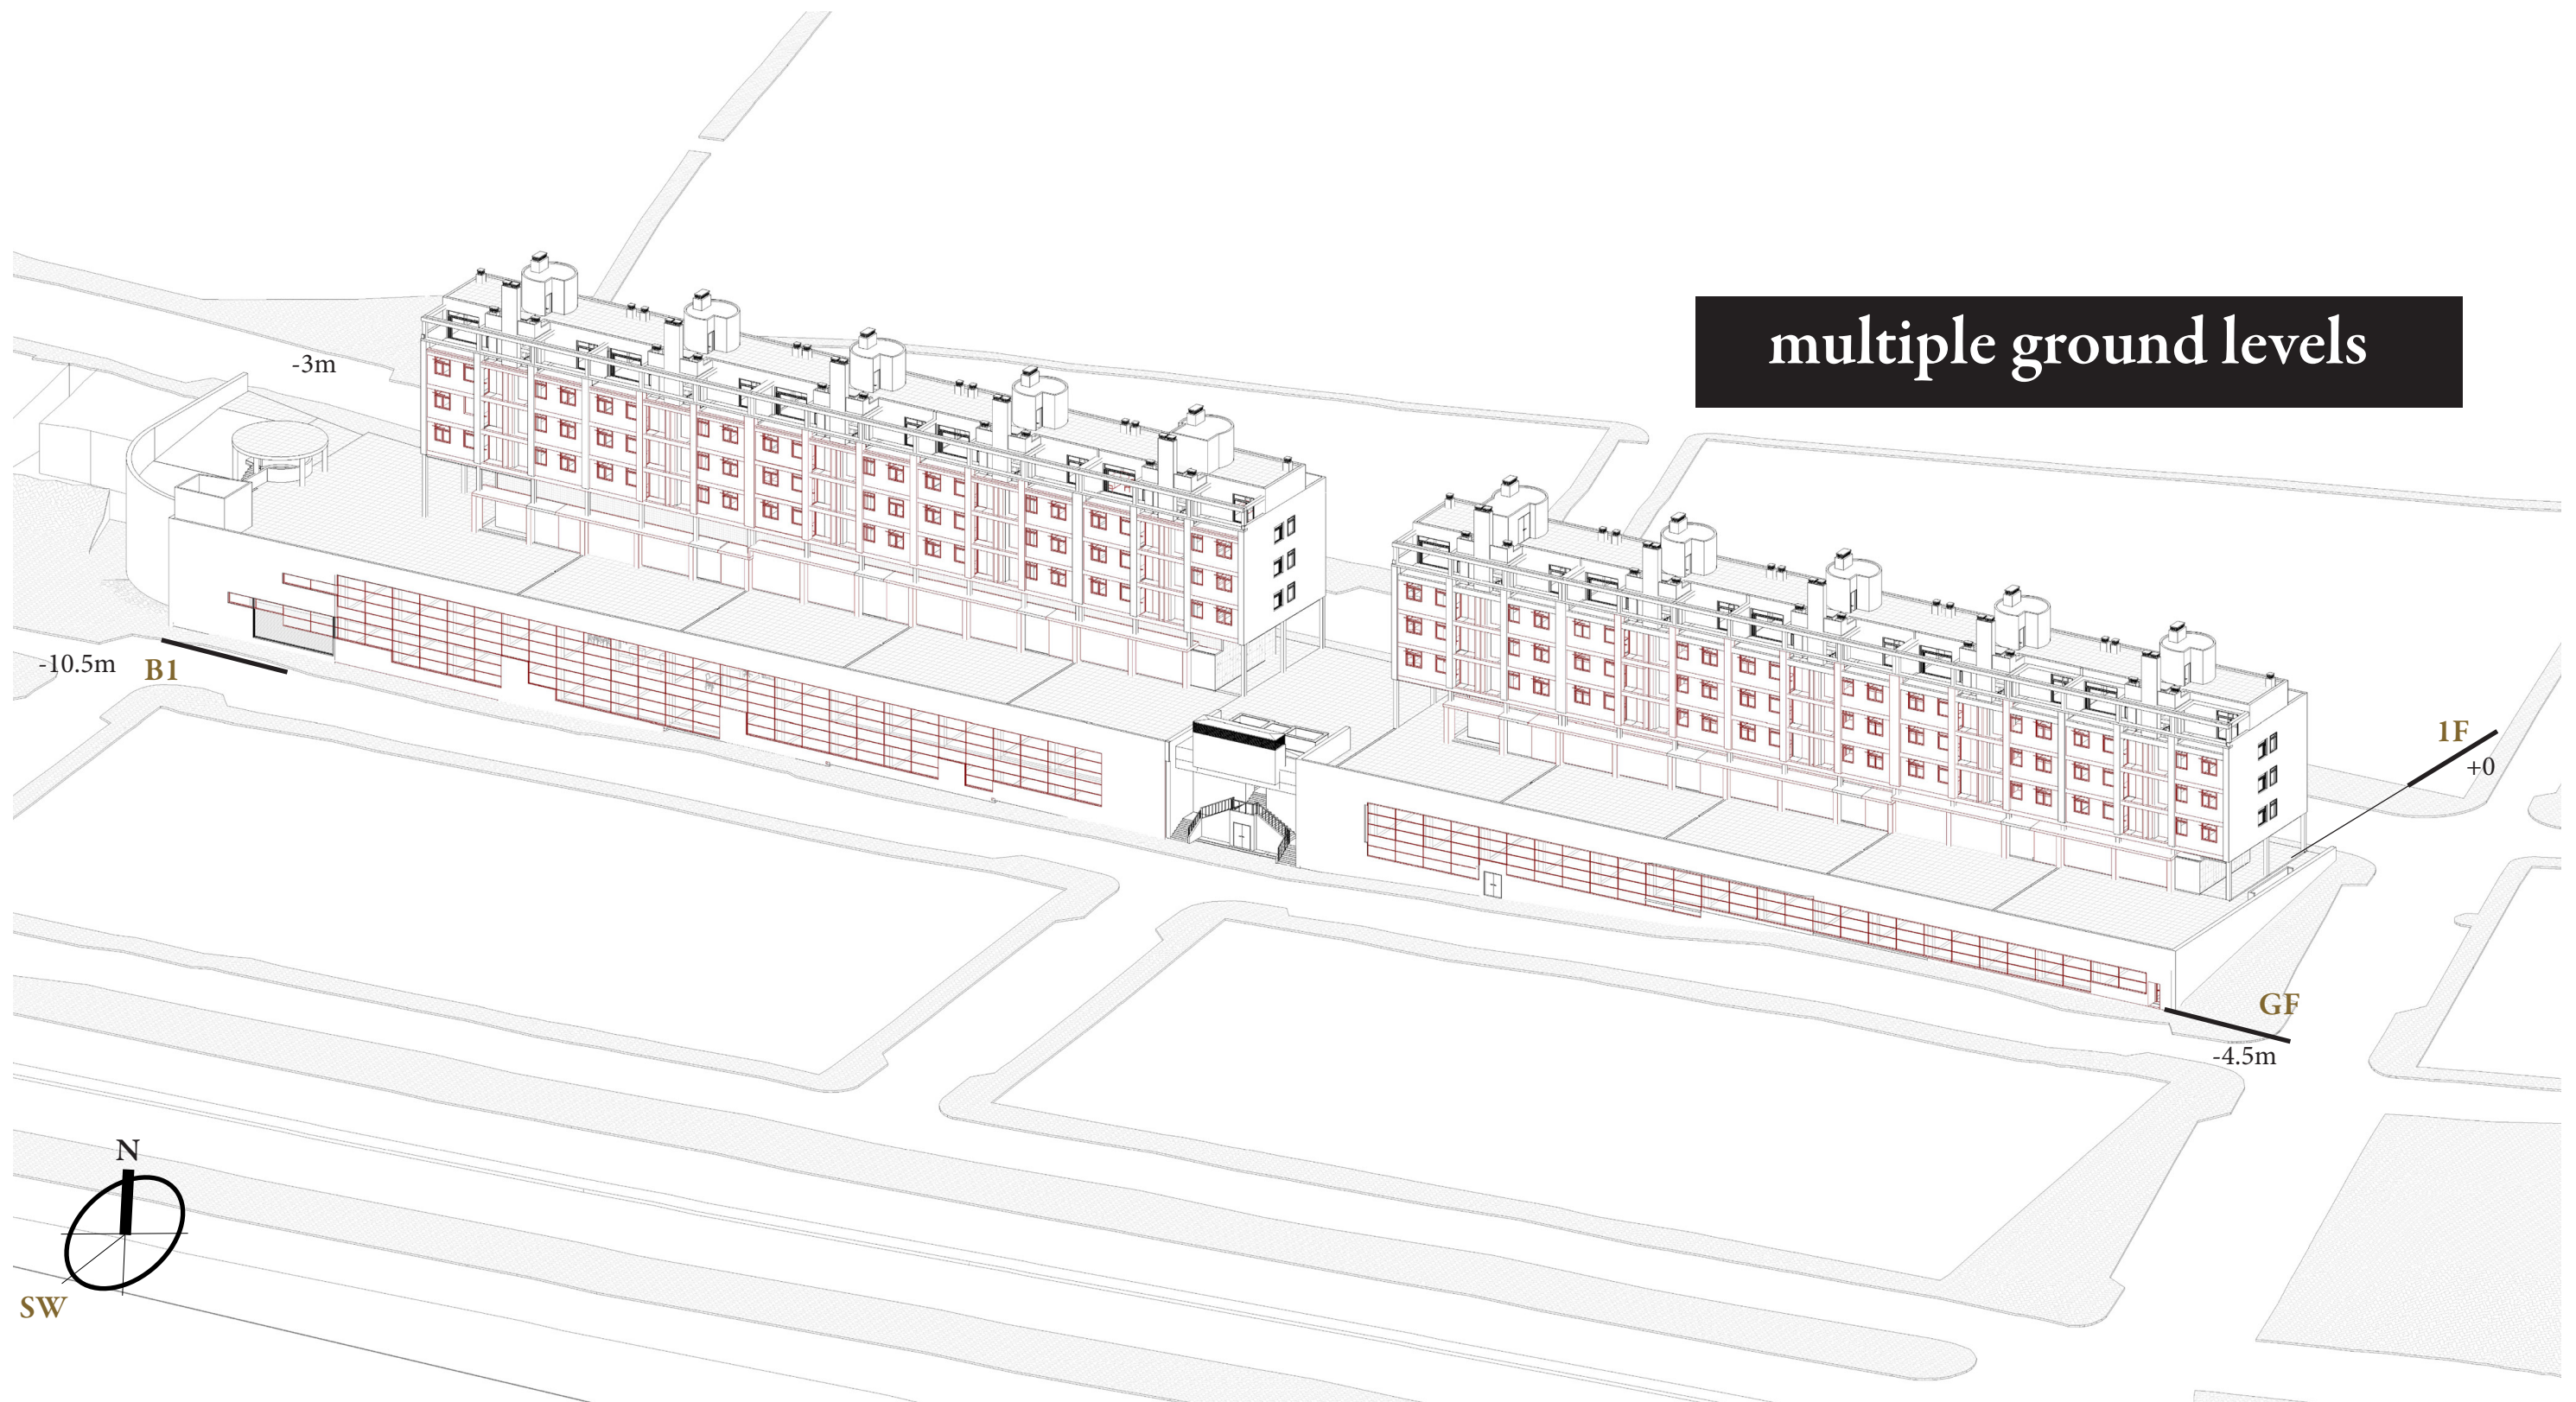 multiple ground levels
-3m
-10.5m
B1
1F
+0
GF
-4.5m
N
SW